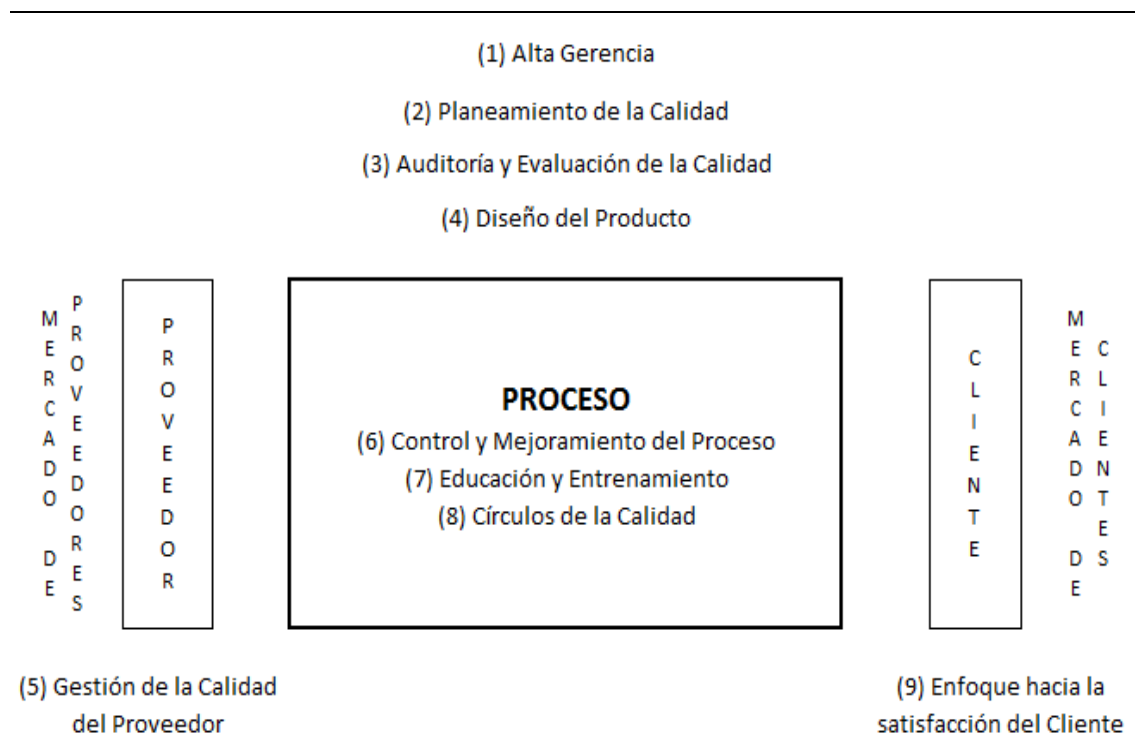 (1) Alta Gerencia
(2) Planeamiento de la Calidad
(3) Auditoría y Evaluación de la Calidad
(4) Diseño del Producto
MERCADO DE
PROVEEDORES
PROVEEDOR
PROCESO
(6) Control y Mejoramiento del Proceso
(7) Educación y Entrenamiento
(8) Círculos de la Calidad
CLIENTE
MERCADO DE
CLIENTES
(5) Gestión de la Calidad
del Proveedor
(9) Enfoque hacia la
satisfacción del Cliente